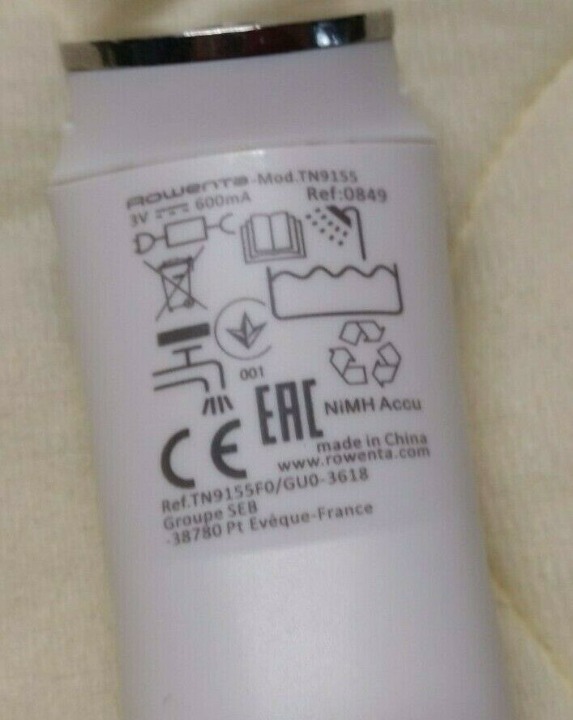 ROWENTA-Mod.TN9155
3V 600mA Ref:0849
001
EAC NiMH Accu
CE
made in China
www.rowenta.com
Ref.TN9155F0/GU0-3618
Groupe SEB
-38780 Pt Evêque-France